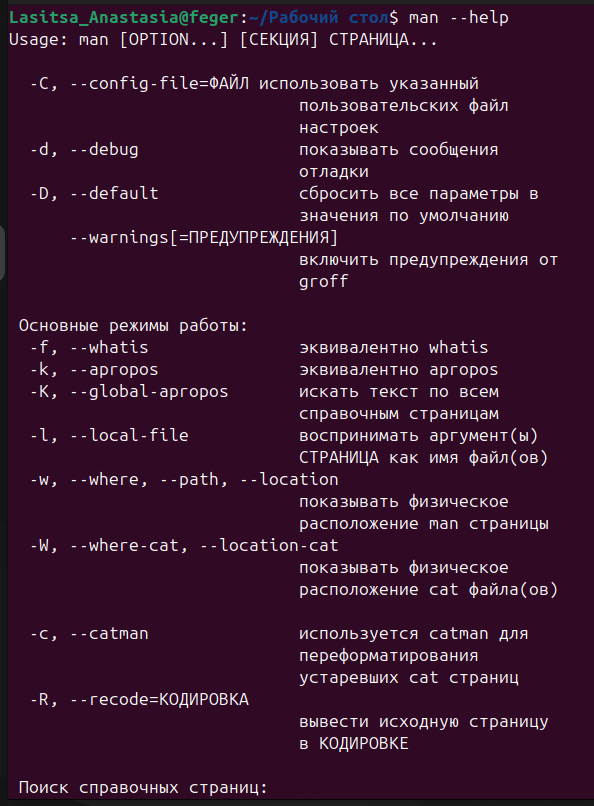 Lasitsa_Anastasia@feger:~/Рабочий стол$ man --help
Usage: man [OPTION...] [СЕКЦИЯ] СТРАНИЦА...
-C, --config-file=ФАЙЛ использовать указанный
пользовательских файл
настроек
-d, --debug показывать сообщения
отладки
-D, --default сбросить все параметры в
значения по умолчанию
--warnings[=ПРЕДУПРЕЖДЕНИЯ]
включить предупреждения от
groff
Основные режимы работы:
-f, --whatis эквивалентно whatis
-k, --apropos эквивалентно apropos
-K, --global-apropos искать текст по всем
справочным страницам
-l, --local-file воспринимать аргумент(ы)
СТРАНИЦА как имя файл(ов)
-w, --where, --path, --location
показывать физическое
расположение man страницы
-W, --where-cat, --location-cat
показывать физическое
расположение cat файла(ов)
-c, --catman используется catman для
переформатирования
устаревших cat страниц
-R, --recode=КОДИРОВКА
вывести исходную страницу
в КОДИРОВКЕ
Поиск справочных страниц: